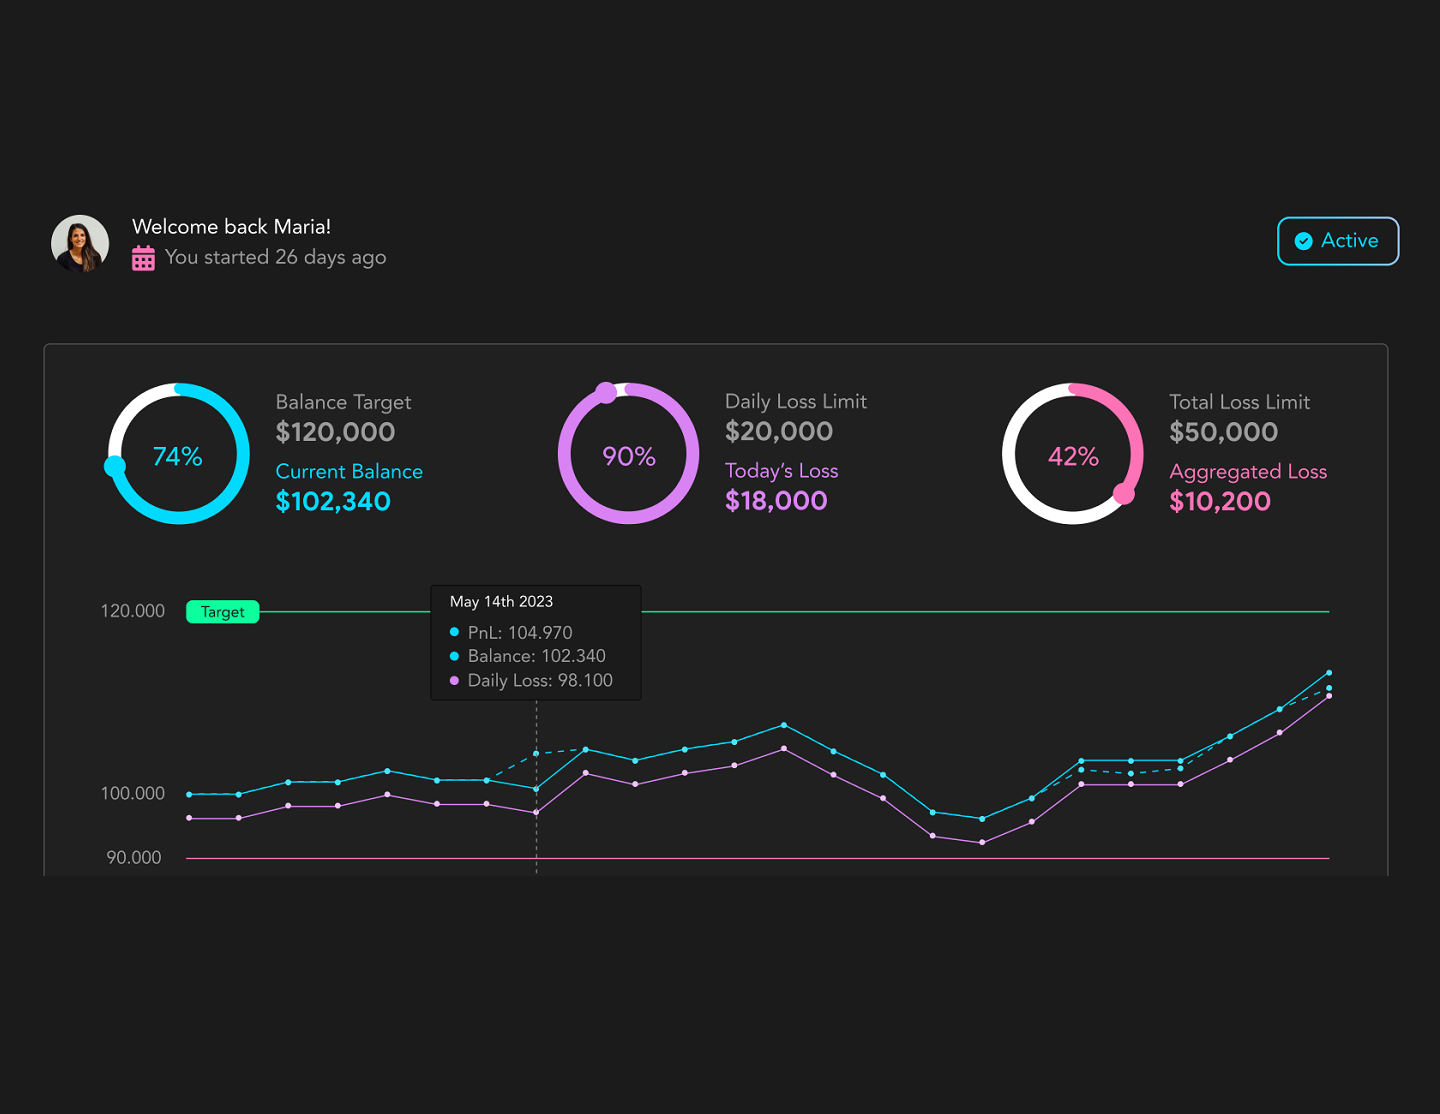 Welcome back Maria!
You started 26 days ago
Active
74%
Balance Target
$120,000
Current Balance
$102,340
90%
Daily Loss Limit
$20,000
Today's Loss
$18,000
42%
Total Loss Limit
$50,000
Aggregated Loss
$10,200
120.000
Target
May 14th 2023
PnL: 104.970
Balance: 102.340
Daily Loss: 98.100
100.000
90.000